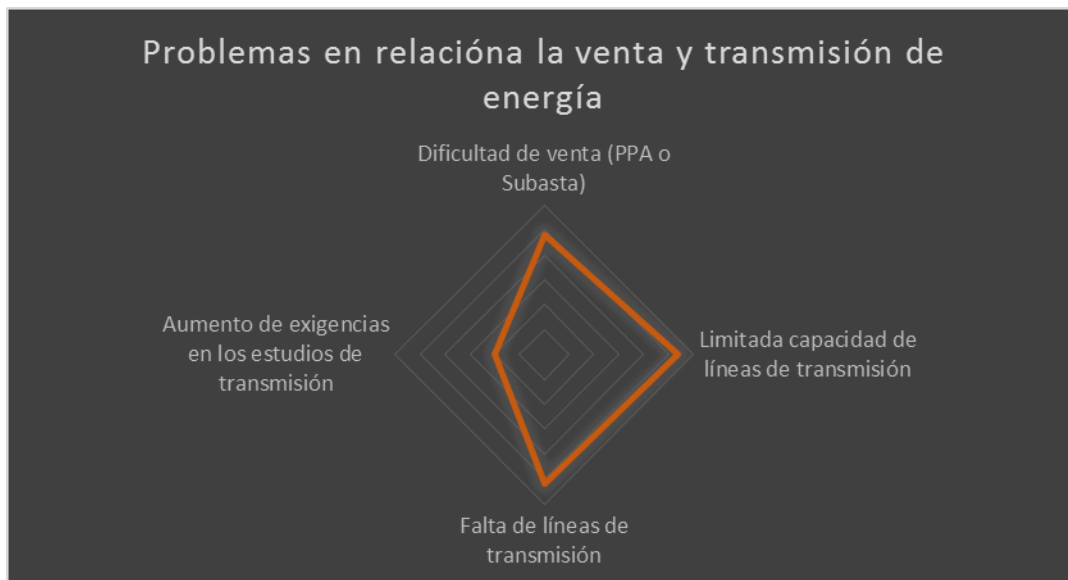 Problemas en relacióna la venta y transmisión de
energía
Dificultad de venta (PPA o
Subasta)
Aumento de exigencias
en los estudios de
transmisión
Limitada capacidad de
líneas de transmisión
Falta de líneas de
transmisión